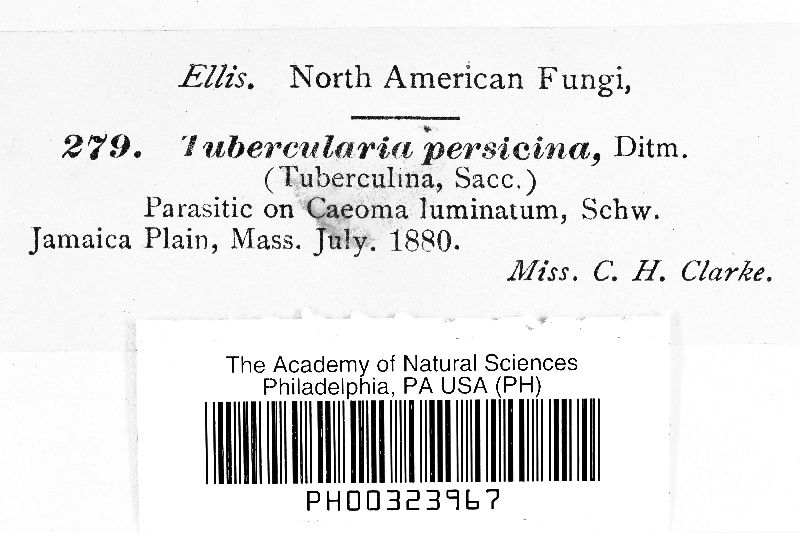 Ellis. North American Fungi,
279. Tubercularia persicina, Ditm.
(Tuberculina, Sacc.)
Parasitic on Caeoma luminatum, Schw.
Jamaica Plain, Mass. July. 1880.
Miss. C. H. Clarke.
The Academy of Natural Sciences
Philadelphia, PA USA (PH)
PH00323967